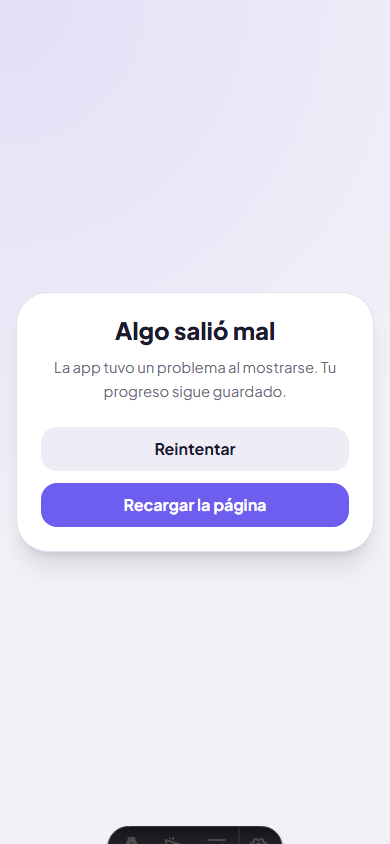 Algo salió mal
La app tuvo un problema al mostrarse. Tu
progreso sigue guardado.
Reintentar
Recargar la página